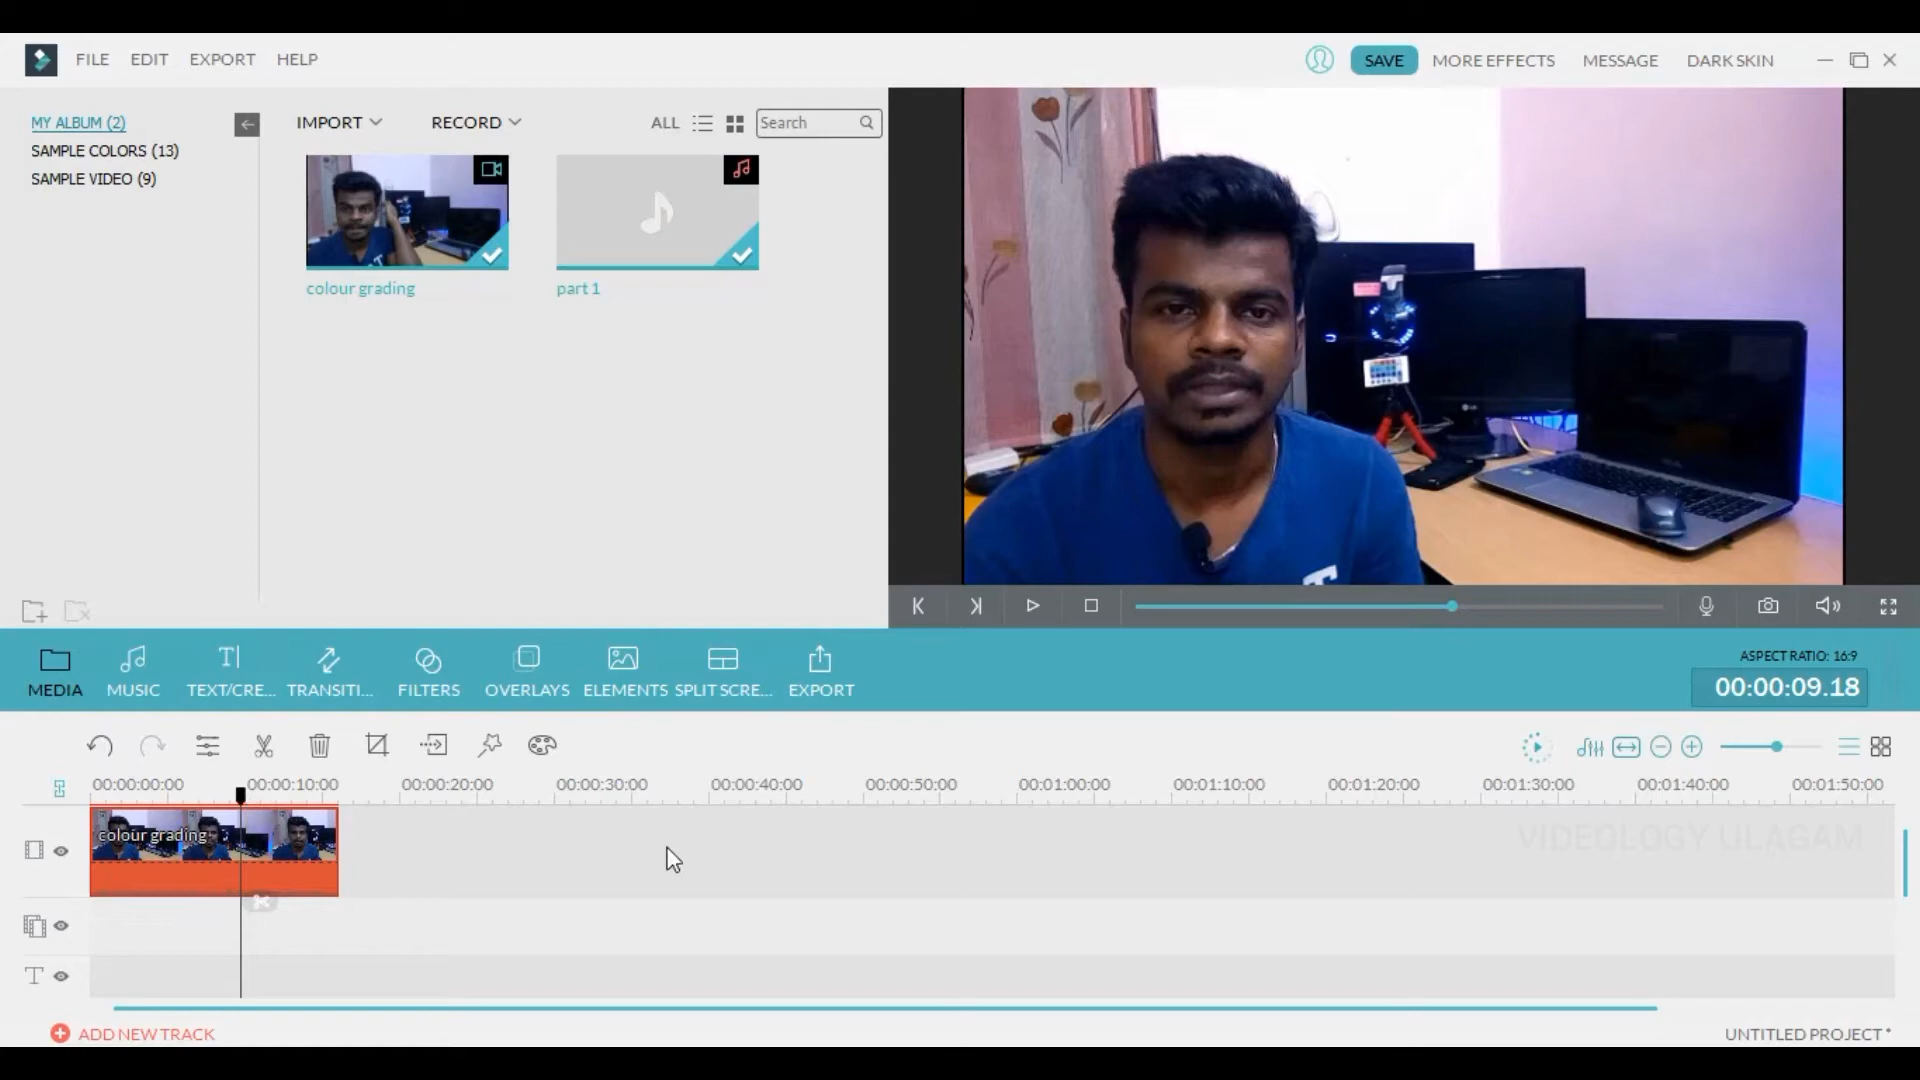 FILE EDIT EXPORT HELP
SAVE MORE EFFECTS MESSAGE DARK SKIN
MY ALBUM (2)
SAMPLE COLORS (13)
SAMPLE VIDEO (9)
IMPORT RECORD ALL Search
colour grading part 1
LG
MEDIA MUSIC TEXT/CRE... TRANSITI... FILTERS OVERLAYS ELEMENTS SPLIT SCRE... EXPORT
ASPECT RATIO: 16:9
00:00:09.18
00:00:00:00 00:00:10:00 00:00:20:00 00:00:30:00 00:00:40:00 00:00:50:00 00:01:00:00 00:01:10:00 00:01:20:00 00:01:30:00 00:01:40:00 00:01:50:00
colour grading
VIDEOLOGY ULAGAM
ADD NEW TRACK
UNTITLED PROJECT *